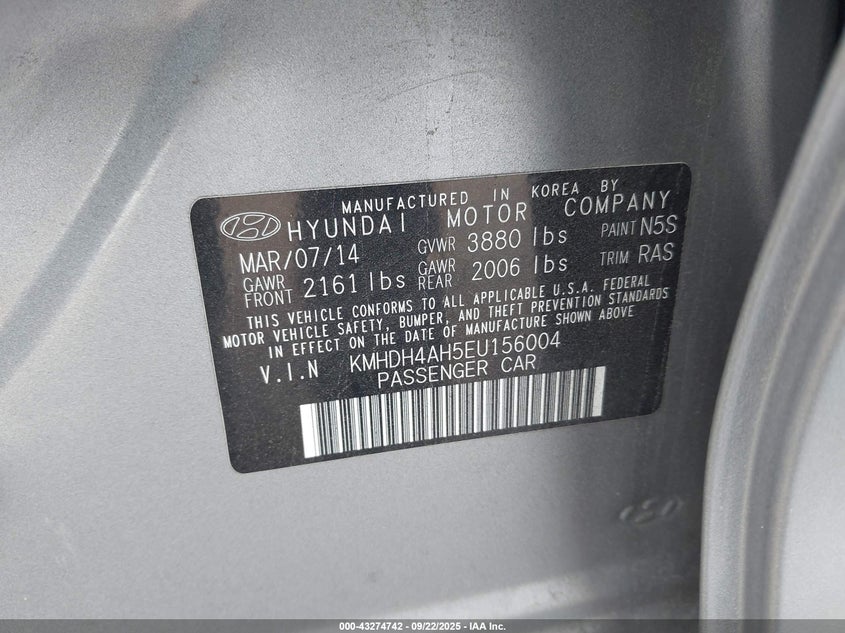 MANUFACTURED IN KOREA BY
HYUNDAI MOTOR COMPANY
MAR/07/14 GVWR 3880 lbs PAINT N5S
GAWR FRONT 2161 lbs GAWR REAR 2006 lbs TRIM RAS
THIS VEHICLE CONFORMS TO ALL APPLICABLE U.S.A. FEDERAL
MOTOR VEHICLE SAFETY, BUMPER, AND THEFT PREVENTION STANDARDS
IN EFFECT ON THE DATE OF MANUFACTURE SHOWN ABOVE
V.I.N KMHDH4AH5EU156004
PASSENGER CAR
000-43274742 - 09/22/2025 - IAA Inc.